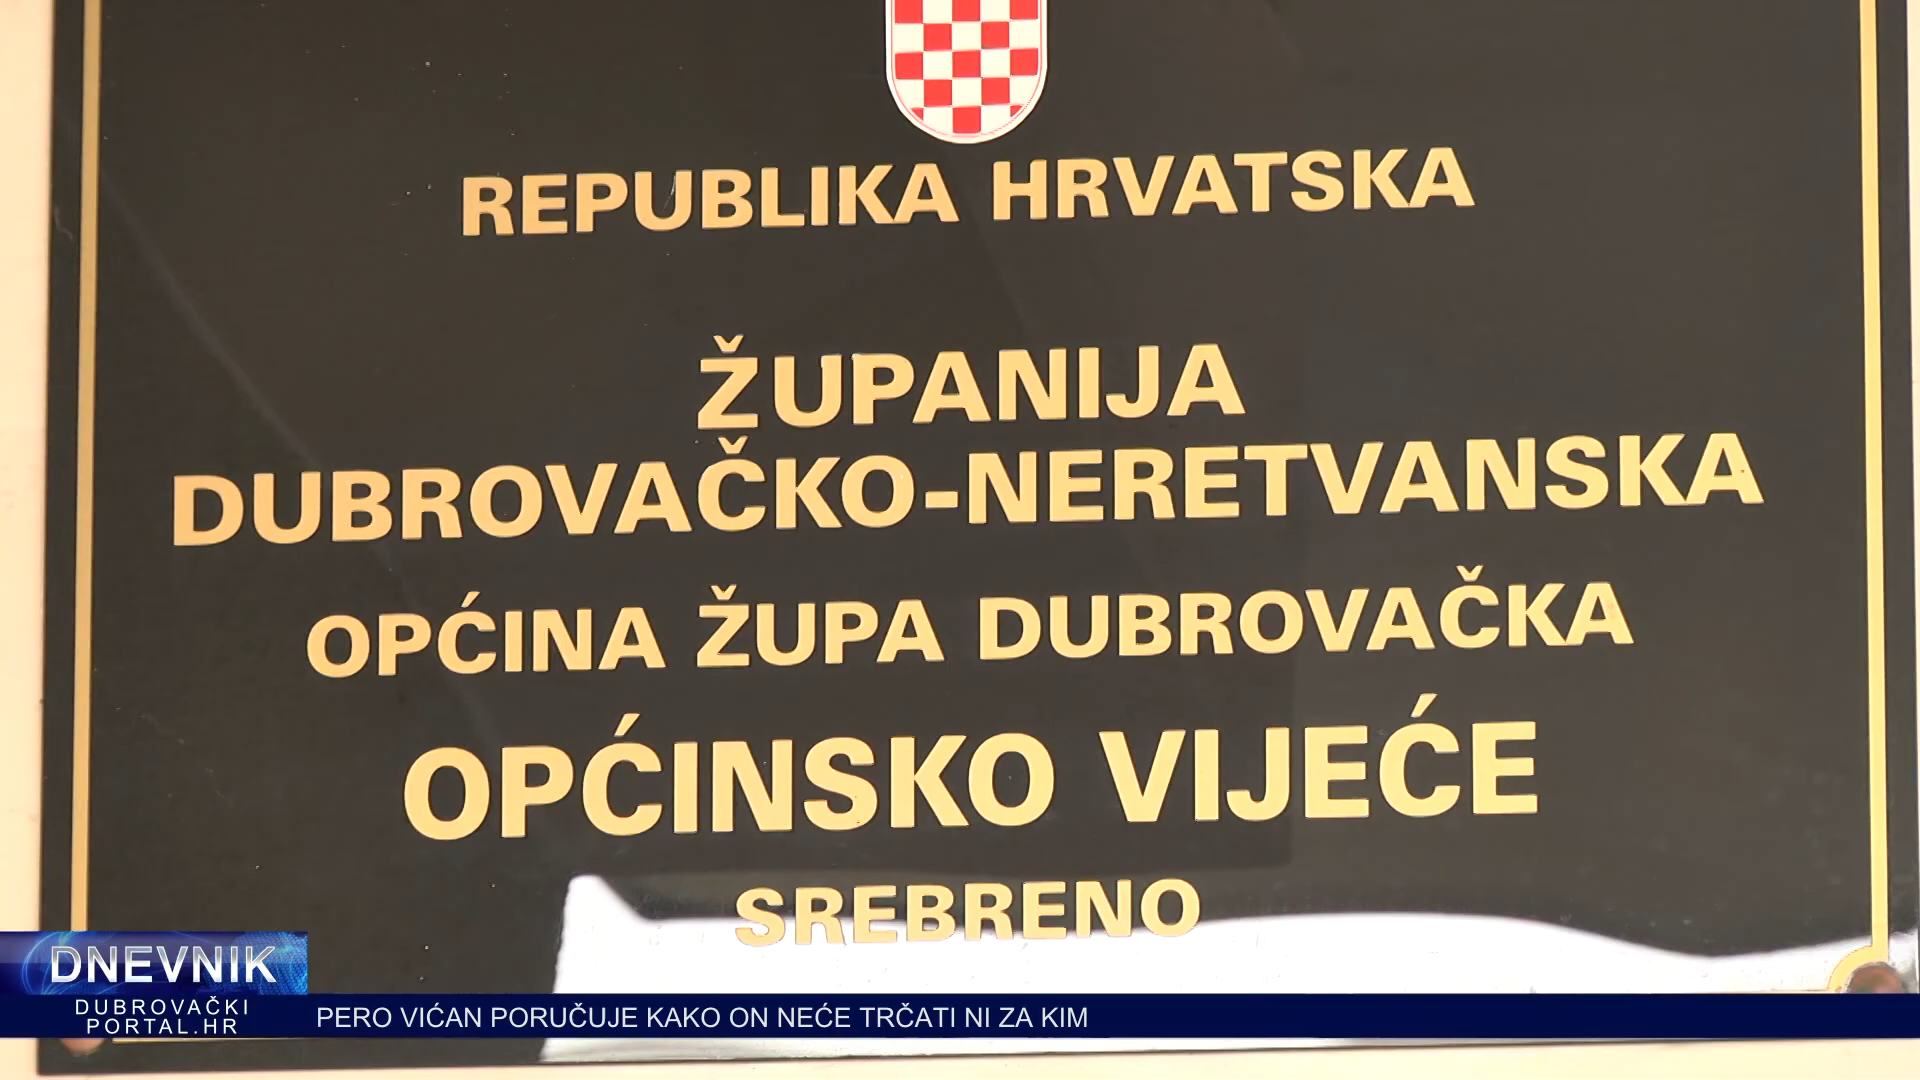 REPUBLIKA HRVATSKA
ŽUPANIJA
DUBROVAČKO-NERETVANSKA
OPĆINA ŽUPA DUBROVAČKA
OPĆINSKO VIJEĆE
SREBRENO
DNEVNIK
DUBROVAČKI
PORTAL.HR
PERO VIĆAN PORUČUJE KAKO ON NEĆE TRČATI NI ZA KIM